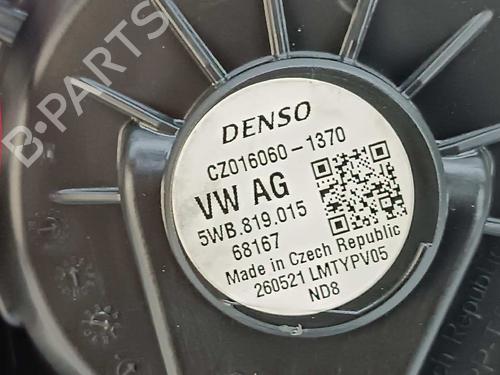 B-PARTS
DENSO
CZ016060-1370
VW AG
5WB.819.015
68167
Made in Czech Republic
260521 LMTYPV05
ND8